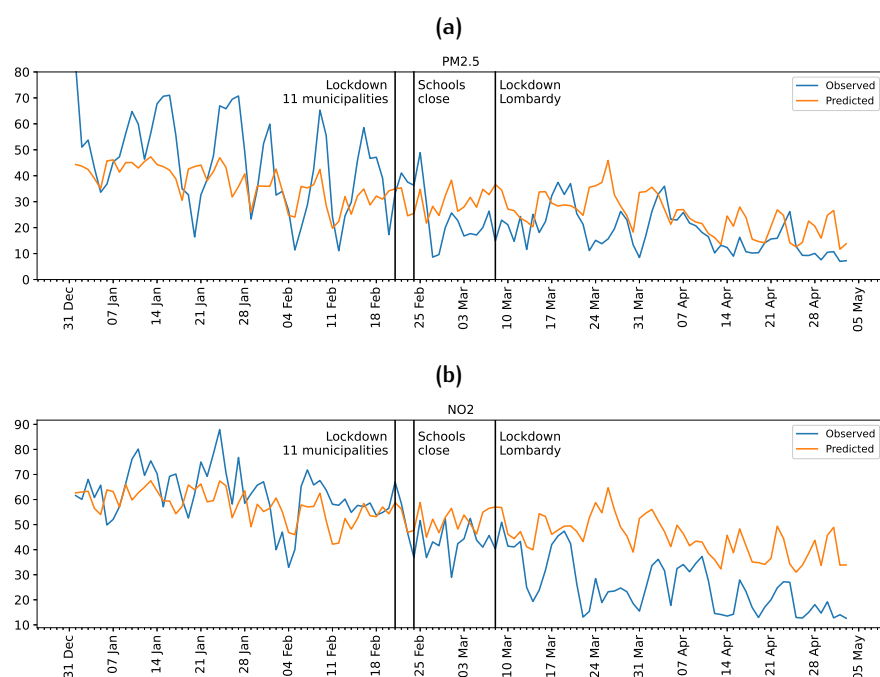 (a)
PM2.5
80
70
60
50
40
30
20
10
0
Lockdown
11 municipalities
Schools
close
Lockdown
Lombardy
Observed
Predicted
31 Dec
07 Jan
14 Jan
21 Jan
28 Jan
04 Feb
11 Feb
18 Feb
25 Feb
03 Mar
10 Mar
17 Mar
24 Mar
31 Mar
07 Apr
14 Apr
21 Apr
28 Apr
05 May
(b)
NO2
90
80
70
60
50
40
30
20
10
Lockdown
11 municipalities
Schools
close
Lockdown
Lombardy
Observed
Predicted
31 Dec
07 Jan
14 Jan
21 Jan
28 Jan
04 Feb
11 Feb
18 Feb
25 Feb
03 Mar
10 Mar
17 Mar
24 Mar
31 Mar
07 Apr
14 Apr
21 Apr
28 Apr
05 May